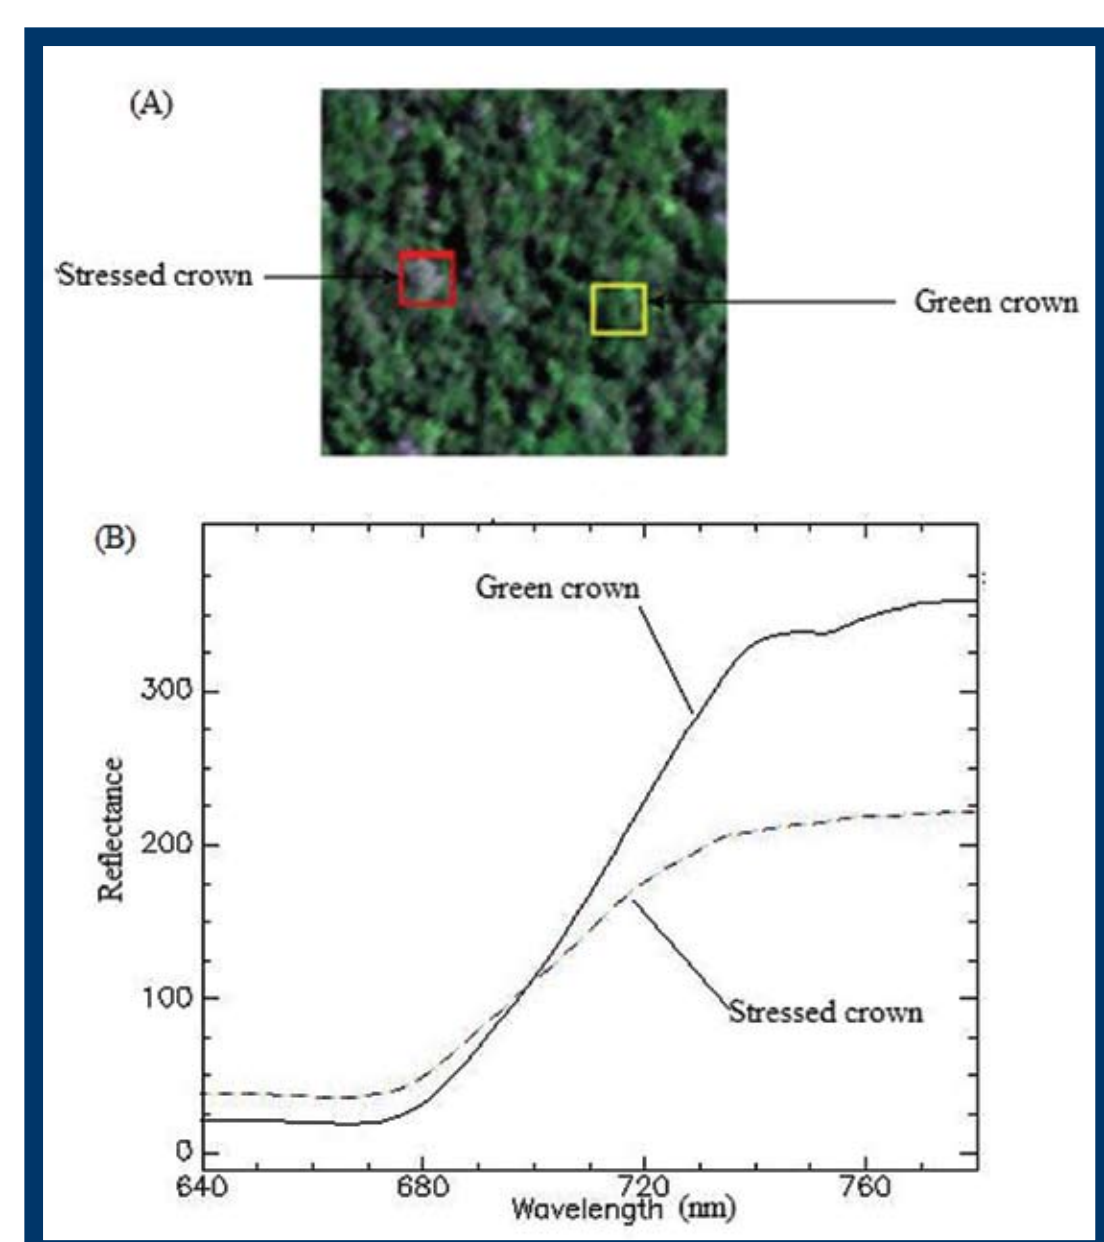 (A)
Stressed crown
Green crown
(B)
Green crown
300
200
Reflectance
100
Stressed crown
0
640 680 720 760
Wavelength (nm)